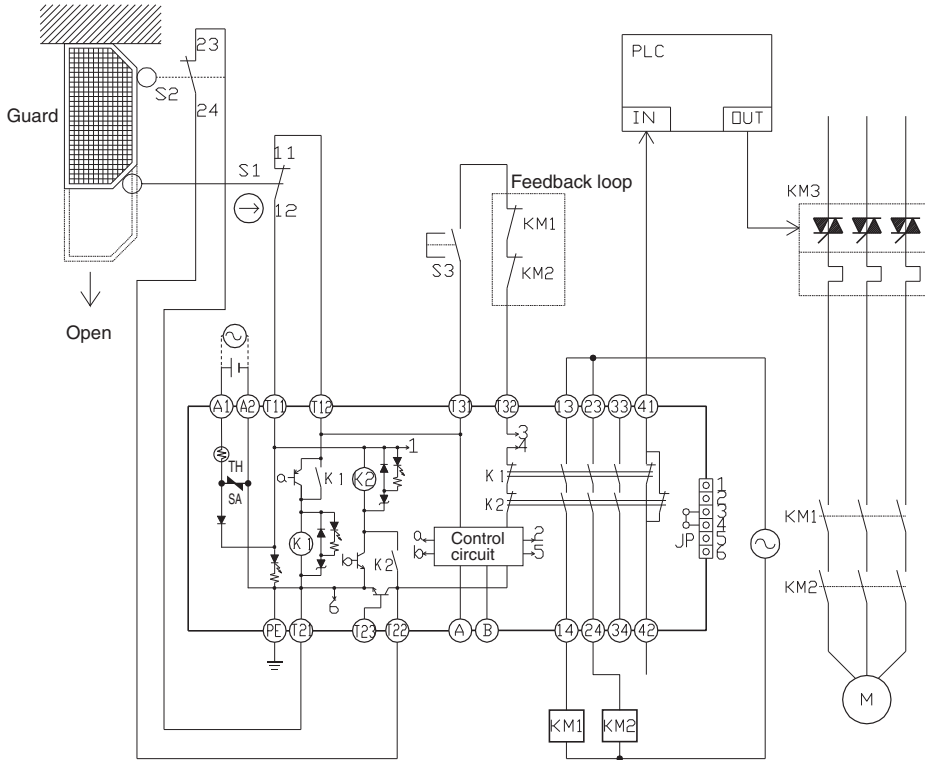 23
24
S2
Guard
Open
11
12
S1
S3
Feedback loop
KM1
KM2
PLC
IN OUT
KM3
A1 A2 T11 T12 T31 T32 13 23 33 41
TH
SA
a
K1
K2
1
3
4
K1
K2
K1
b
K2
6
a
b
Control
circuit
2
5
JP
1
2
3
4
5
6
PE T21 T23 T22 A B 14 24 34 42
KM1 KM2
KM1
KM2
M